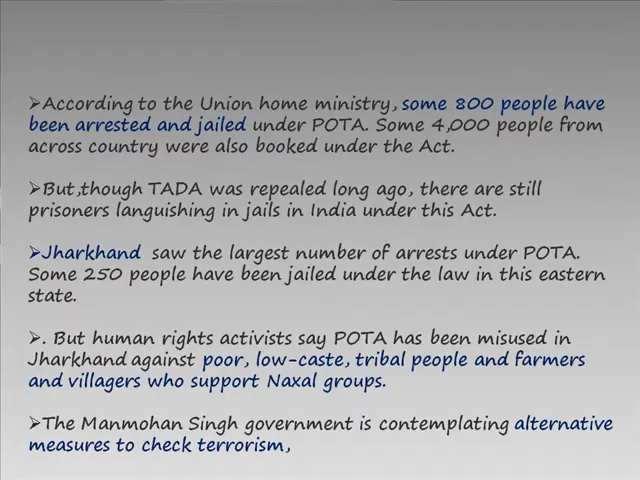 ➢According to the Union home ministry, some 800 people have
been arrested and jailed under POTA. Some 4,000 people from
across country were also booked under the Act.
➢But,though TADA was repealed long ago, there are still
prisoners languishing in jails in India under this Act.
➢Jharkhand saw the largest number of arrests under POTA.
Some 250 people have been jailed under the law in this eastern
state.
➢. But human rights activists say POTA has been misused in
Jharkhand against poor, low-caste, tribal people and farmers
and villagers who support Naxal groups.
➢The Manmohan Singh government is contemplating alternative
measures to check terrorism,